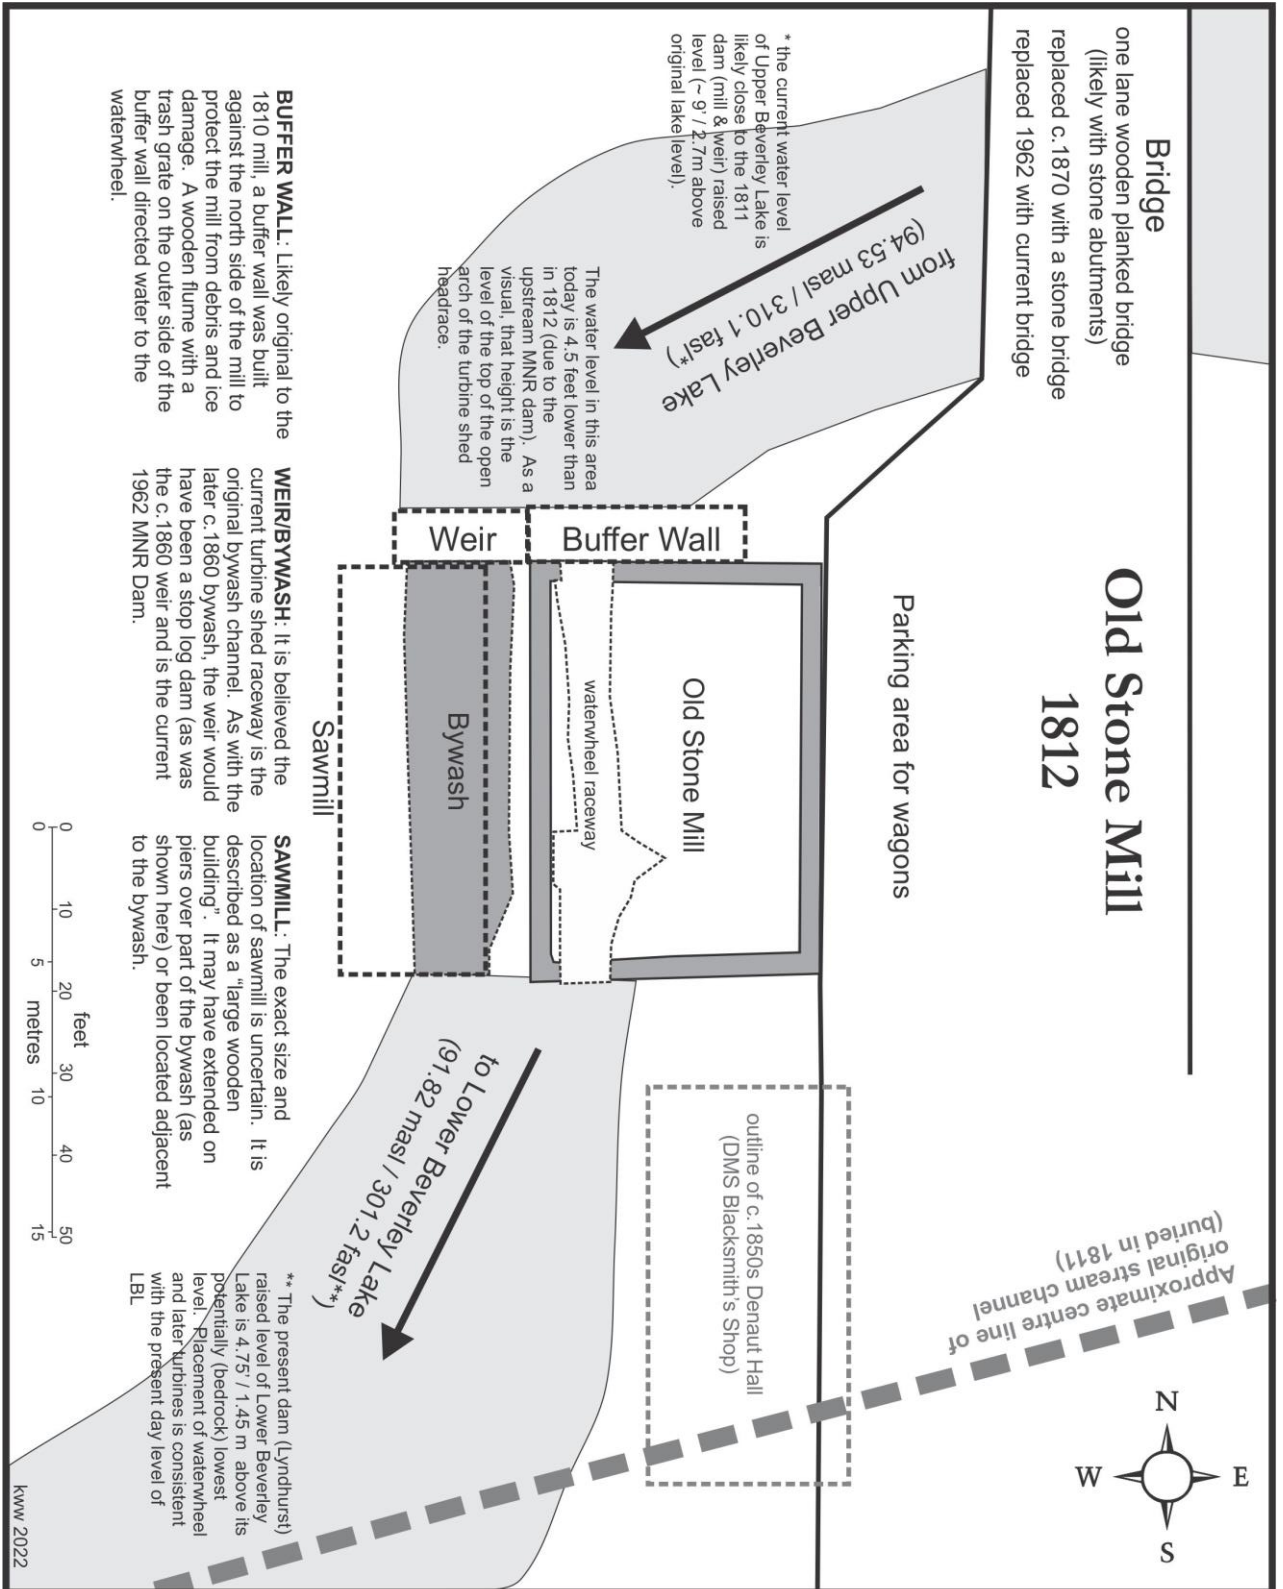 Old Stone Mill
1812
Bridge
one lane wooden planked bridge
(likely with stone abutments)
replaced c.1870 with a stone bridge
replaced 1962 with current bridge
Parking area for wagons
* the current water level
of Upper Beverley Lake is
likely close to the 1811
dam (mill & weir) raised
level (~ 9' / 2.7m above
original lake level).
from Upper Beverley Lake
(94.53 masl / 310.1 fasl*)
The water level in this area
today is 4.5 feet lower than
in 1812 (due to the
upstream MNR dam). As a
visual, that height is the
level of the top of the open
arch of the turbine shed
headrace.
Buffer Wall
Weir
Old Stone Mill
waterwheel raceway
Bywash
Sawmill
outline of c.1850s Denaut Hall
(DMS Blacksmith's Shop)
Approximate centre line of
original stream channel
(buried in 1811)
N
E
S
W
to Lower Beverley Lake
(91.82 masl / 301.2 fasl**)
** The present dam (Lyndhurst)
raised level of Lower Beverley
Lake is 4.75' / 1.45 m above its
potentially (bedrock) lowest
level. Placement of waterwheel
and later turbines is consistent
with the present day level of
LBL
BUFFER WALL: Likely original to the
1810 mill, a buffer wall was built
against the north side of the mill to
protect the mill from debris and ice
damage. A wooden flume with a
trash grate on the outer side of the
buffer wall directed water to the
waterwheel.
WEIR/BYWASH: It is believed the
current turbine shed raceway is the
original bywash channel. As with the
later c.1860 bywash, the weir would
have been a stop log dam (as was
the c.1860 weir and is the current
1962 MNR Dam.
SAWMILL: The exact size and
location of sawmill is uncertain. It is
described as a "large wooden
building". It may have extended on
piers over part of the bywash (as
shown here) or been located adjacent
to the bywash.
feet
0 10 20 30 40 50
0 5 10 15
metres
kww 2022